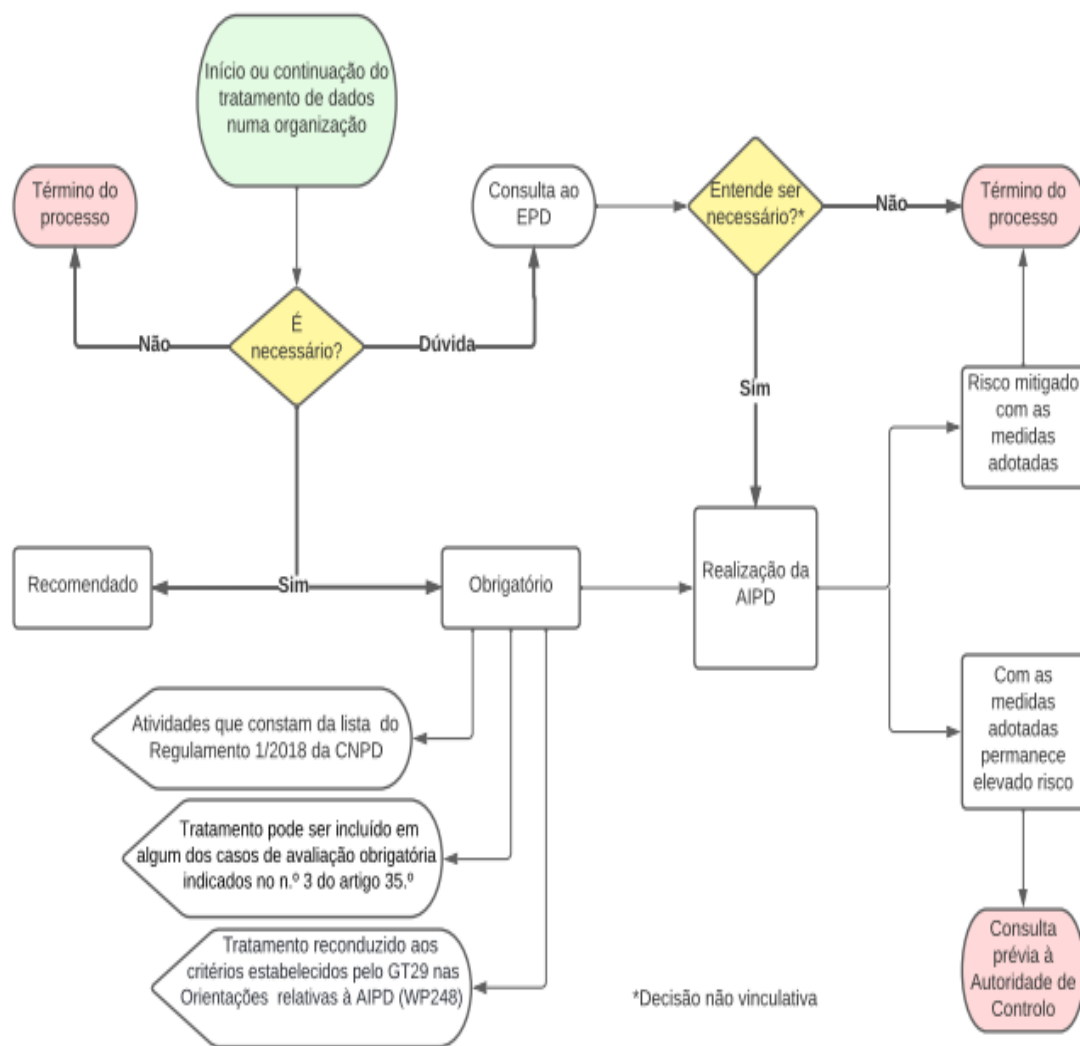 Início ou continuação do
tratamento de dados
numa organização
Término do
processo
Consulta ao
EPD
Entende ser
necessário?*
Não
Término do
processo
É
necessário?
Não
Dúvida
Sim
Risco mitigado
com as
medidas
adotadas
Recomendado
Sim
Obrigatório
Realização da
AIPD
Com as
medidas
adotadas
permanece
elevado risco
Atividades que constam da lista do
Regulamento 1/2018 da CNPD
Tratamento pode ser incluído em
algum dos casos de avaliação obrigatória
indicados no n.º 3 do artigo 35.º
Tratamento reconduzido aos
critérios estabelecidos pelo GT29 nas
Orientações relativas à AIPD (WP248)
*Decisão não vinculativa
Consulta
prévia à
Autoridade de
Controlo